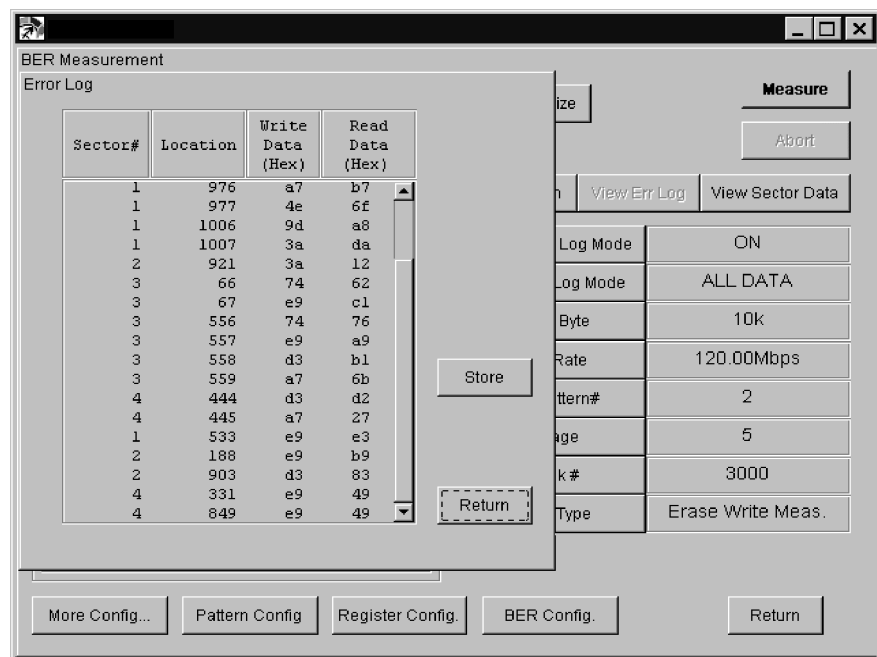 BER Measurement
Error Log
Write Read
Sector# Location Data Data
(Hex) (Hex)
1 976 a7 b7
1 977 4e 6f
1 1006 9d a8
1 1007 3a da
2 921 3a 12
3 66 74 62
3 67 e9 c1
3 556 74 76
3 557 e9 a9
3 558 d3 b1
3 559 a7 6b
4 444 d3 d2
4 445 a7 27
1 533 e9 e3
2 188 e9 b9
2 903 d3 83
4 331 e9 49
4 849 e9 49
Store
Return
ize
Measure
Abort
n View Err Log View Sector Data
Log Mode ON
Log Mode ALL DATA
Byte 10k
Rate 120.00Mbps
ttern# 2
age 5
k# 3000
Type Erase Write Meas.
More Config... Pattern Config Register Config. BER Config. Return